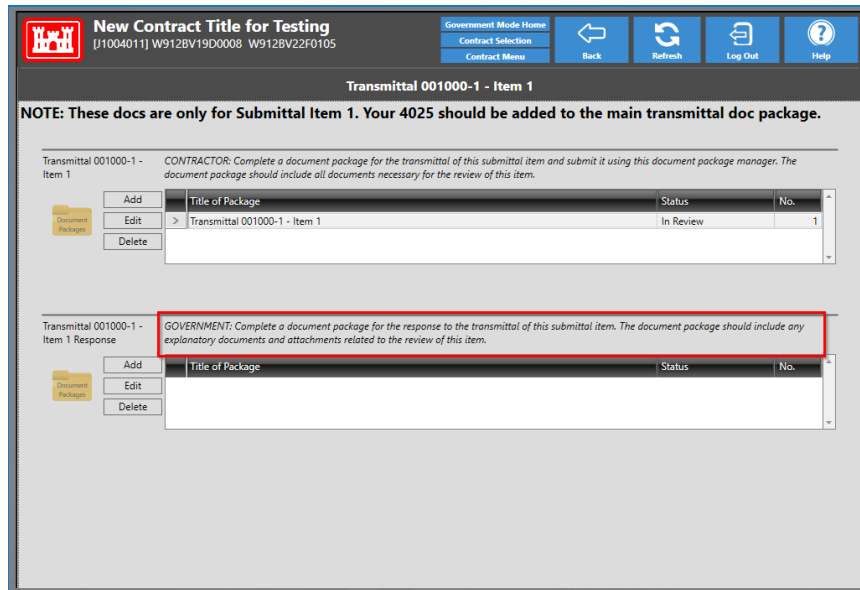 New Contract Title for Testing
[J1004011] W912BV19D0008 W912BV22F0105
Government Mode Home
Contract Selection
Contract Menu
Back
Refresh
Log Out
Help
Transmittal 001000-1 - Item 1
NOTE: These docs are only for Submittal Item 1. Your 4025 should be added to the main transmittal doc package.
Transmittal 001000-1 -
Item 1
CONTRACTOR: Complete a document package for the transmittal of this submittal item and submit it using this document package manager. The
document package should include all documents necessary for the review of this item.
Document
Packages
Add
Edit
Delete
Title of Package Status No.
> Transmittal 001000-1 - Item 1 In Review 1
Transmittal 001000-1 -
Item 1 Response
GOVERNMENT: Complete a document package for the response to the transmittal of this submittal item. The document package should include any
explanatory documents and attachments related to the review of this item.
Document
Packages
Add
Edit
Delete
Title of Package Status No.